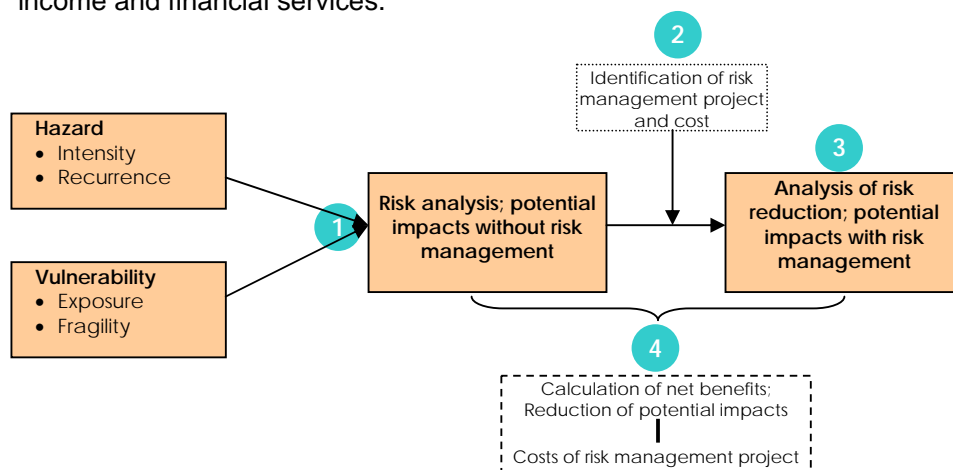 income and financial services.
2
Identification of risk
management project
and cost
Hazard
• Intensity
• Recurrence
3
Analysis of risk
reduction; potential
impacts with risk
management
Risk analysis; potential
impacts without risk
management
1
Vulnerability
• Exposure
• Fragility
4
Calculation of net benefits;
Reduction of potential impacts
Costs of risk management project